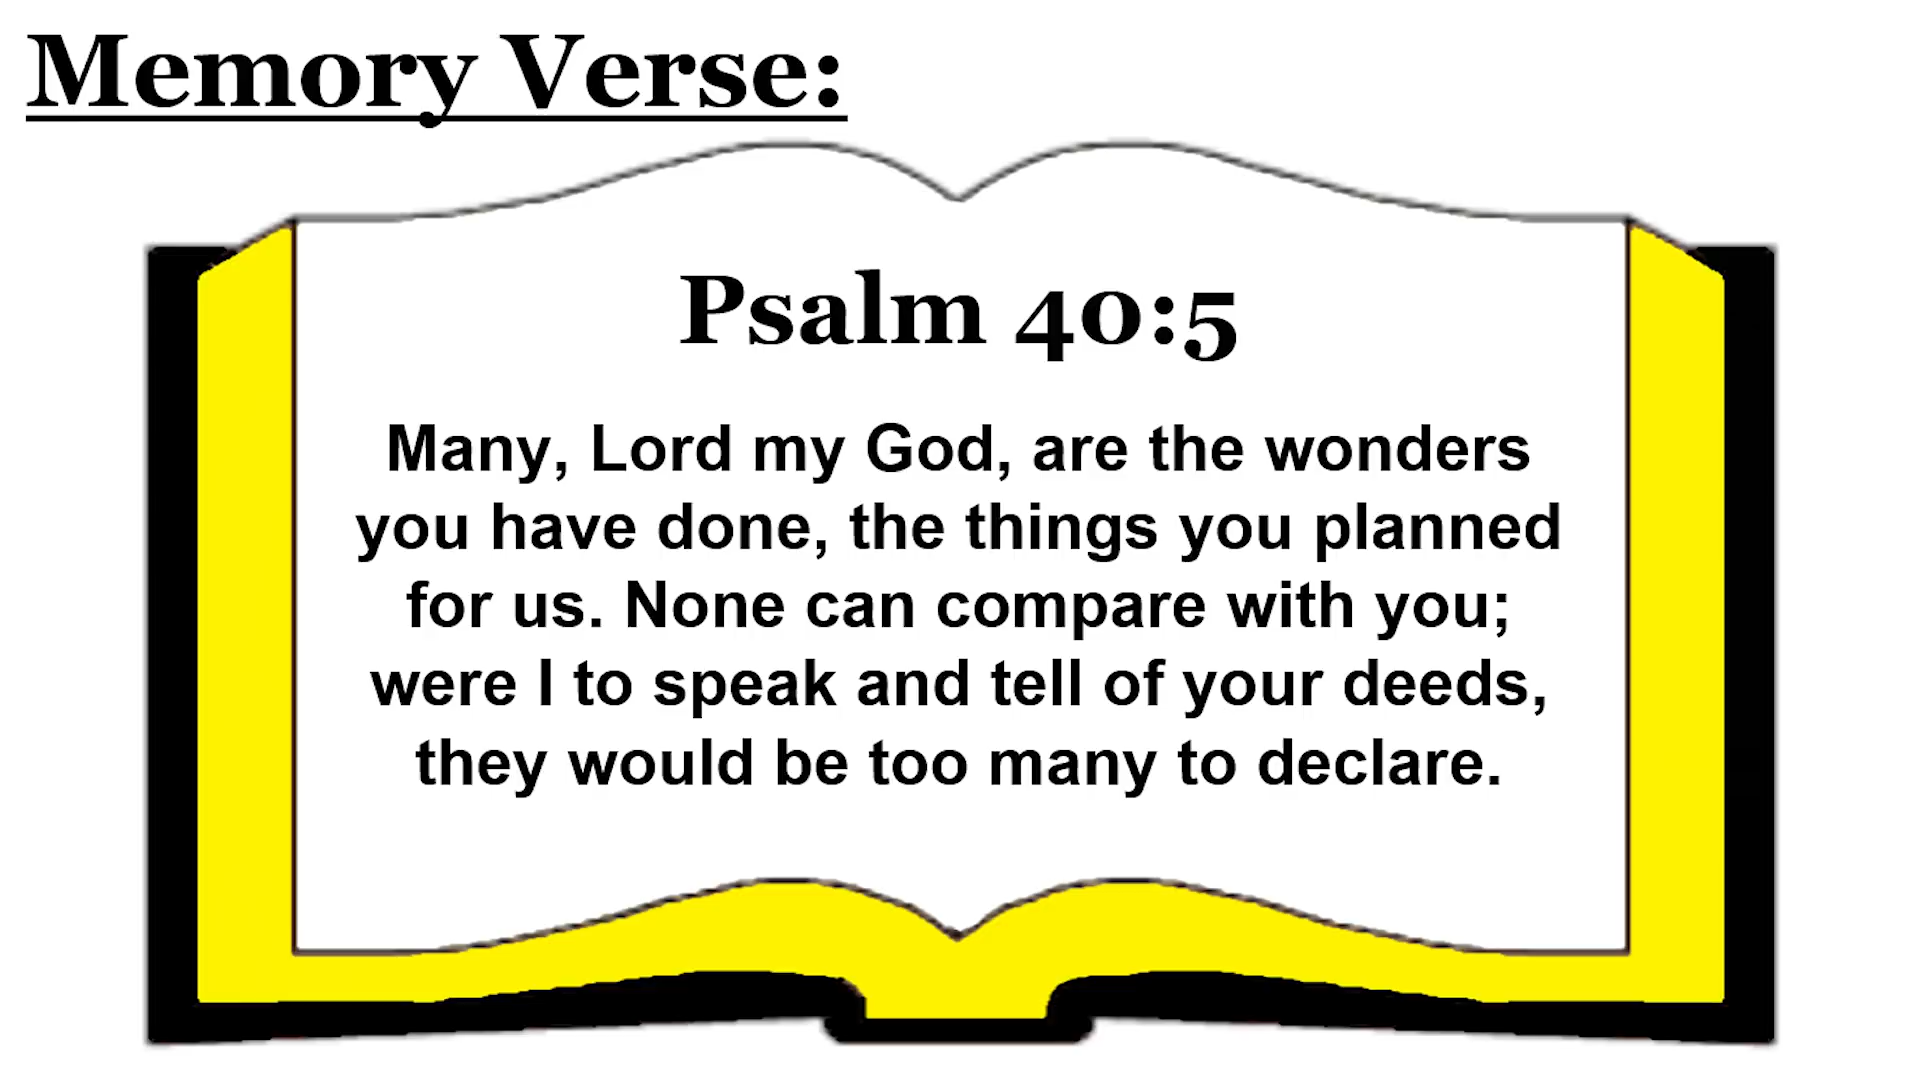 Memory Verse:
Psalm 40:5
Many, Lord my God, are the wonders
you have done, the things you planned
for us. None can compare with you;
were I to speak and tell of your deeds,
they would be too many to declare.